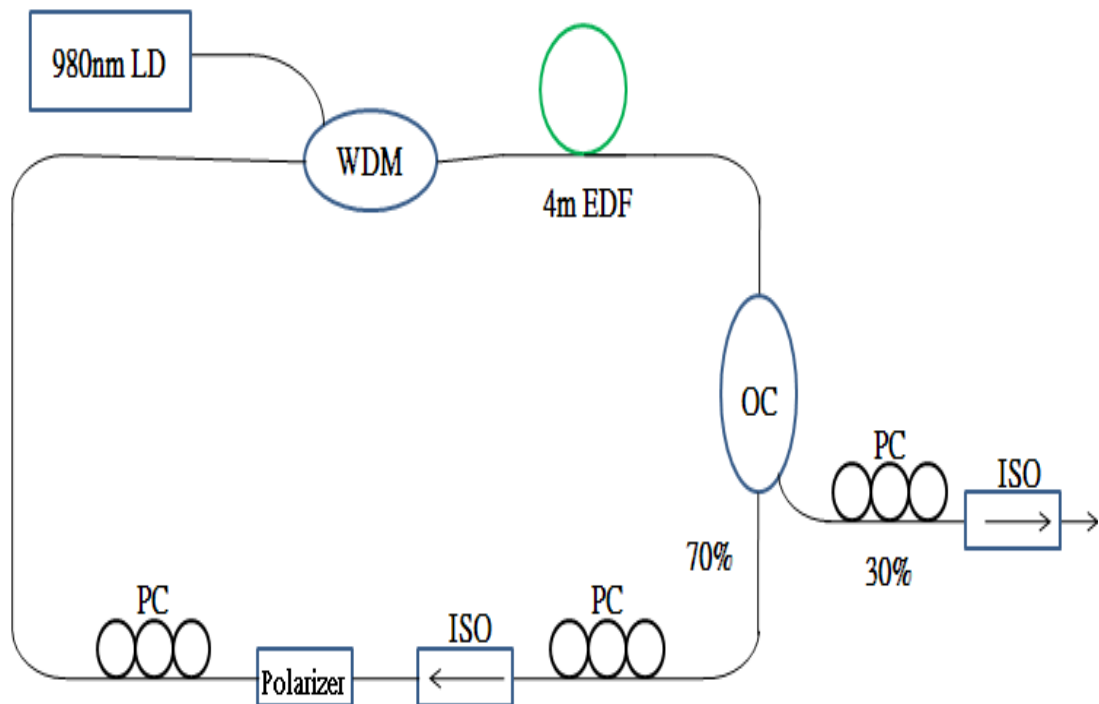 980nm LD
WDM
4m EDF
OC
PC
ISO
70%
30%
PC
ISO
PC
Polarizer